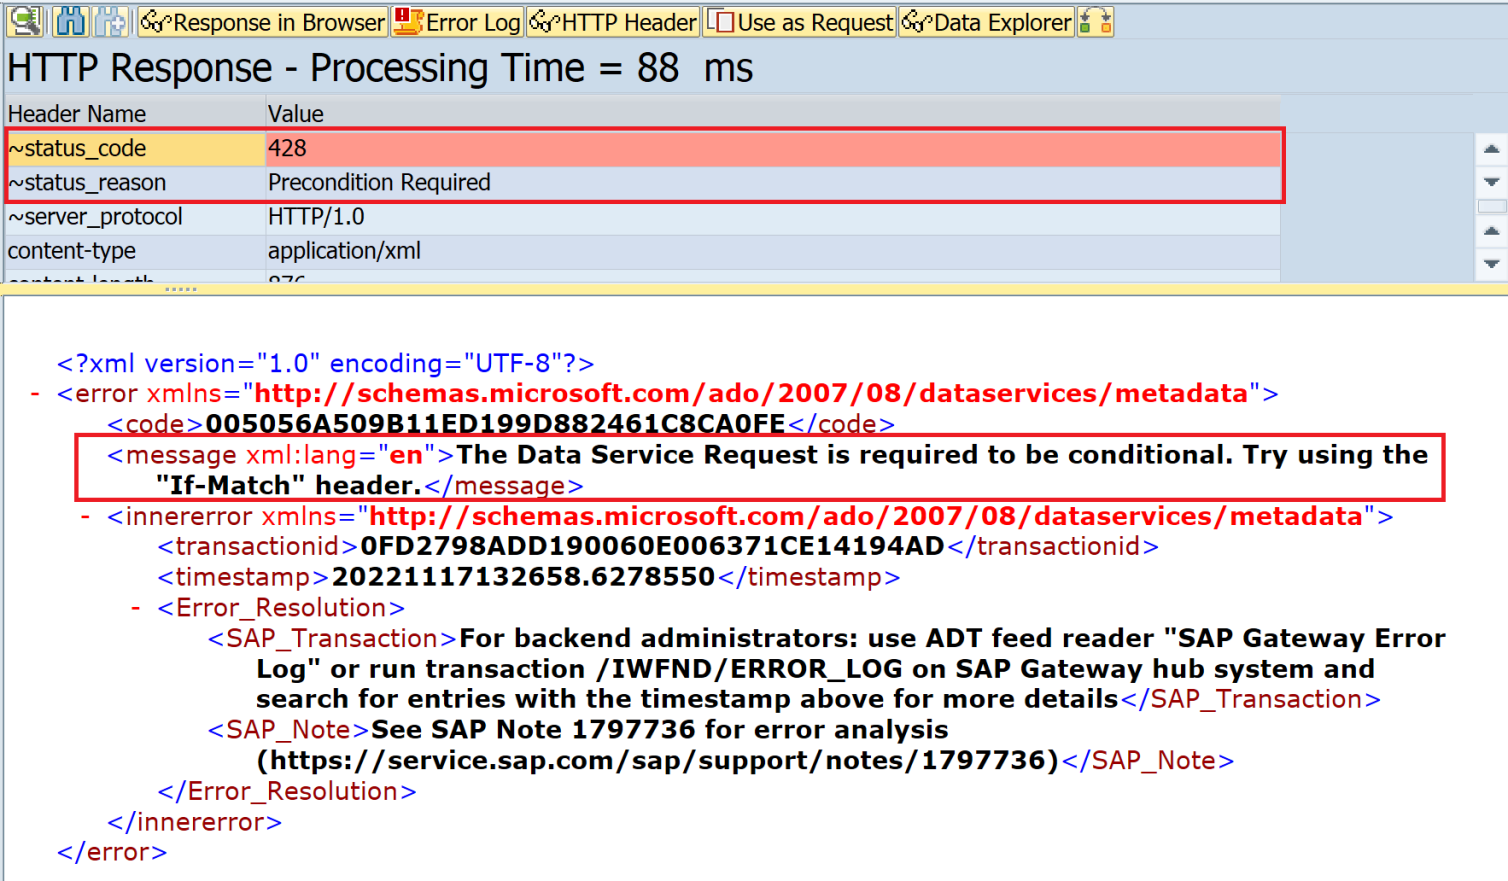 Response in Browser Error Log HTTP Header Use as Request Data Explorer
HTTP Response - Processing Time = 88 ms
Header Name Value
~status_code 428
~status_reason Precondition Required
~server_protocol HTTP/1.0
content-type application/xml
content-length 876
<?xml version="1.0" encoding="UTF-8"?>
- <error xmlns="http://schemas.microsoft.com/ado/2007/08/dataservices/metadata">
<code>005056A509B11ED199D882461C8CA0FE</code>
<message xml:lang="en">The Data Service Request is required to be conditional. Try using the
"If-Match" header.</message>
- <innererror xmlns="http://schemas.microsoft.com/ado/2007/08/dataservices/metadata">
<transactionid>0FD2798ADD190060E006371CE14194AD</transactionid>
<timestamp>20221117132658.6278550</timestamp>
- <Error_Resolution>
<SAP_Transaction>For backend administrators: use ADT feed reader "SAP Gateway Error
Log" or run transaction /IWFND/ERROR_LOG on SAP Gateway hub system and
search for entries with the timestamp above for more details</SAP_Transaction>
<SAP_Note>See SAP Note 1797736 for error analysis
(https://service.sap.com/sap/support/notes/1797736)</SAP_Note>
</Error_Resolution>
</innererror>
</error>